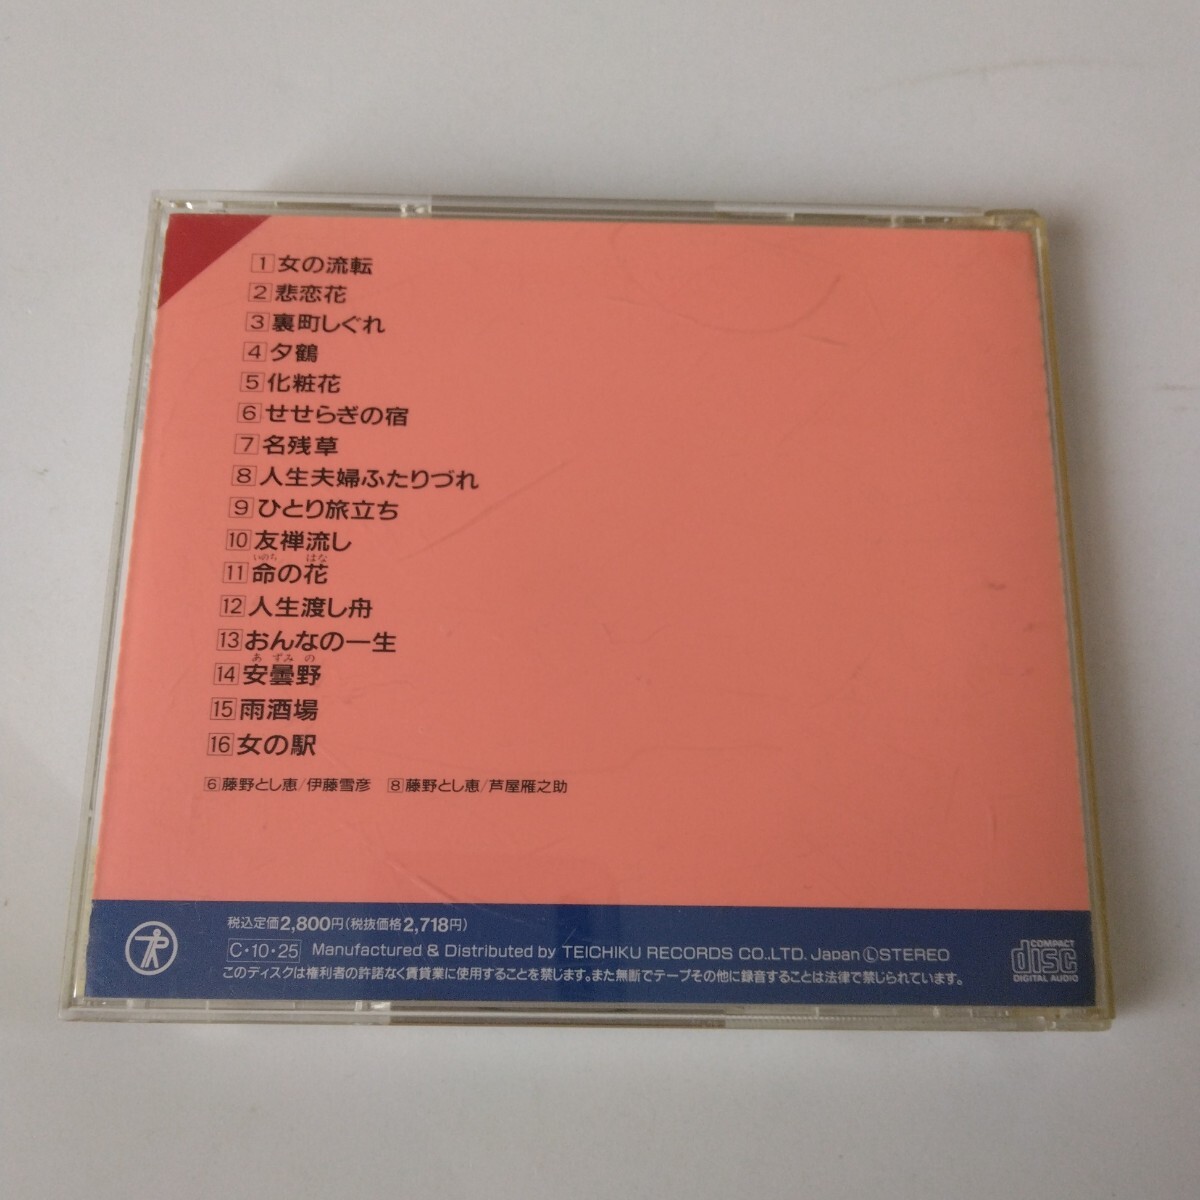 1 女の流転
2 悲恋花
3 裏町しぐれ
4 夕鶴
5 化粧花
6 せせらぎの宿
7 名残草
8 人生夫婦ふたりづれ
9 ひとり旅立ち
10 友禅流し
いのち はな
11 命の花
12 人生渡し舟
13 おんなの一生
あずみの
14 安曇野
15 雨酒場
16 女の駅
6 藤野とし恵/伊藤雪彦 8 藤野とし恵/芦屋雁之助
税込定価2,800円(税抜価格2,718円)
C・10・25 Manufactured & Distributed by TEICHIKU RECORDS CO.,LTD. Japan ⓁSTEREO
このディスクは権利者の許諾なく賃貸業に使用することを禁じます。また無断でテープその他に録音することは法律で禁じられています。
COMPACT
disc
DIGITAL AUDIO